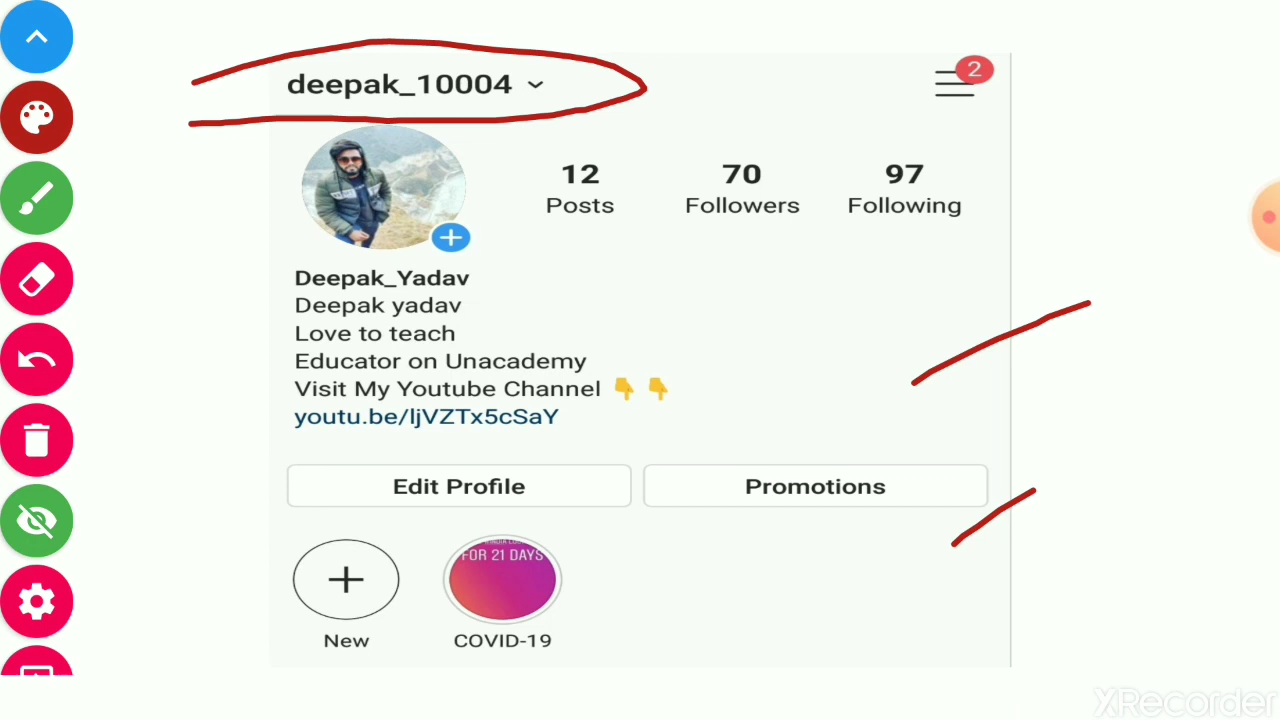 deepak_10004
2
12 70 97
Posts Followers Following
Deepak_Yadav
Deepak yadav
Love to teach
Educator on Unacademy
Visit My Youtube Channel 👇 👇
youtu.be/ljVZTx5cSaY
Edit Profile Promotions
FOR 21 DAYS
New COVID-19
XRecorder